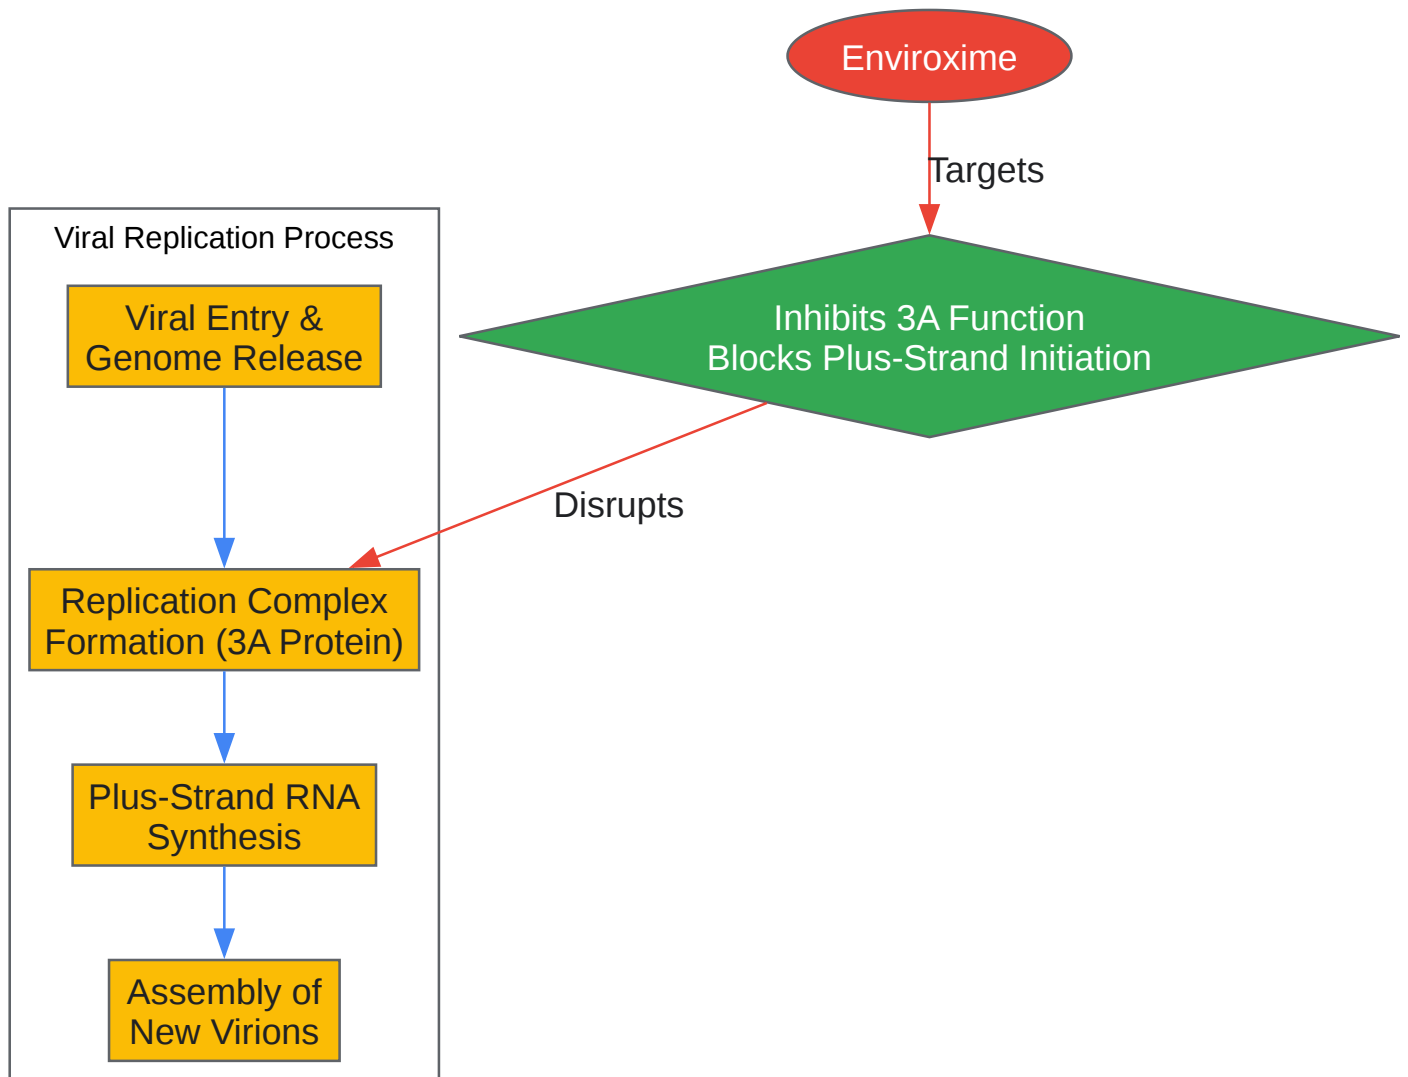 Enviroxime
Targets
Viral Replication Process
Viral Entry &
Genome Release
Inhibits 3A Function
Blocks Plus-Strand Initiation
Disrupts
Replication Complex
Formation (3A Protein)
Plus-Strand RNA
Synthesis
Assembly of
New Virions